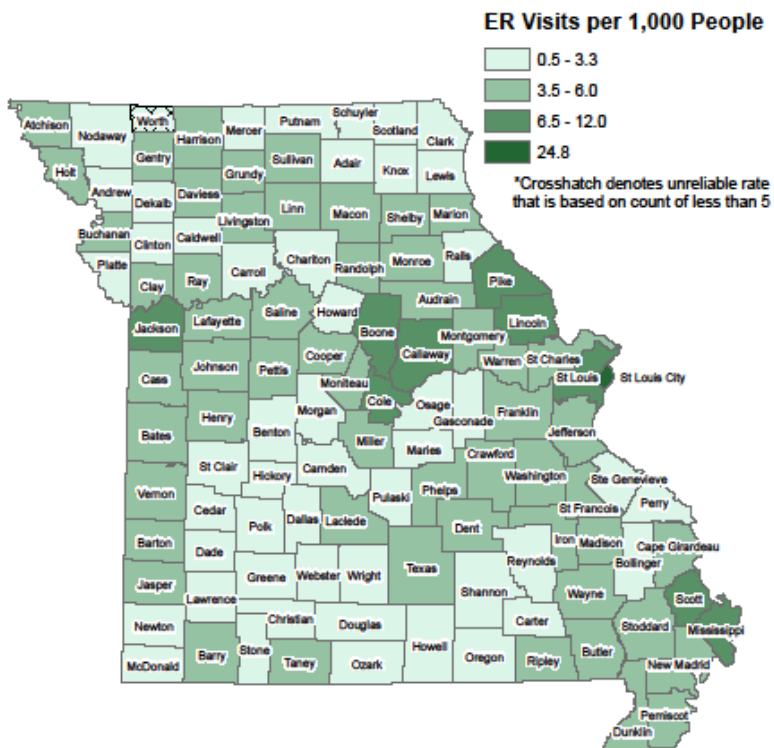 ER Visits per 1,000 People
0.5 - 3.3
3.5 - 6.0
6.5 - 12.0
24.8
*Crosshatch denotes unreliable rate
that is based on count of less than 5
Atchison
Nodaway
Worth
Harrison
Mercer
Putnam
Schuyler
Scotland
Clark
Holt
Gentry
Grundy
Sullivan
Adair
Knox
Lewis
Andrew
Dekalb
Daviess
Livingston
Linn
Macon
Shelby
Marion
Buchanan
Clinton
Caldwell
Platte
Clay
Ray
Carroll
Chariton
Randolph
Monroe
Ralls
Pike
Audrain
Jackson
Lafayette
Saline
Howard
Boone
Callaway
Montgomery
Lincoln
Warren
St Charles
St Louis
St Louis City
Cass
Johnson
Pettis
Cooper
Moniteau
Cole
Osage
Gasconade
Franklin
Jefferson
Bates
Henry
Benton
Morgan
Miller
Maries
Crawford
Washington
Ste Genevieve
Perry
Vernon
St Clair
Hickory
Camden
Pulaski
Phelps
Dent
St Francois
Cedar
Polk
Dallas
Laclede
Iron
Madison
Cape Girardeau
Bollinger
Barton
Dade
Greene
Webster
Wright
Texas
Reynolds
Shannon
Wayne
Scott
Mississippi
Jasper
Lawrence
Christian
Douglas
Carter
Stoddard
Newton
McDonald
Barry
Stone
Taney
Ozark
Howell
Oregon
Ripley
Butler
New Madrid
Pemiscot
Dunklin